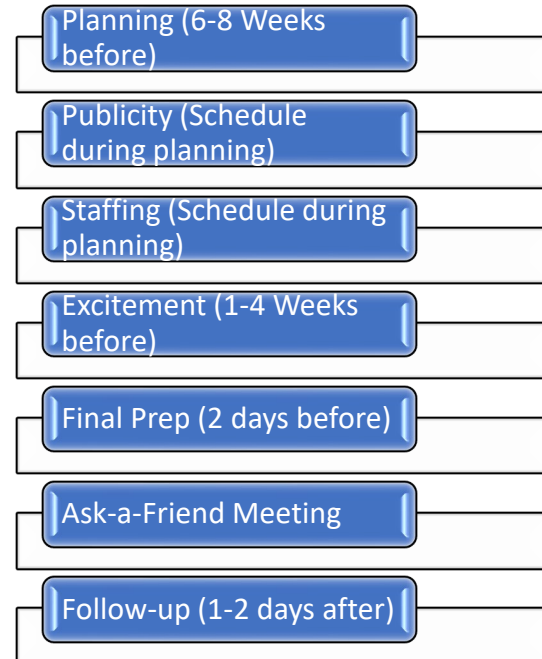 Planning (6-8 Weeks
before)
Publicity (Schedule
during planning)
Staffing (Schedule during
planning)
Excitement (1-4 Weeks
before)
Final Prep (2 days before)
Ask-a-Friend Meeting
Follow-up (1-2 days after)